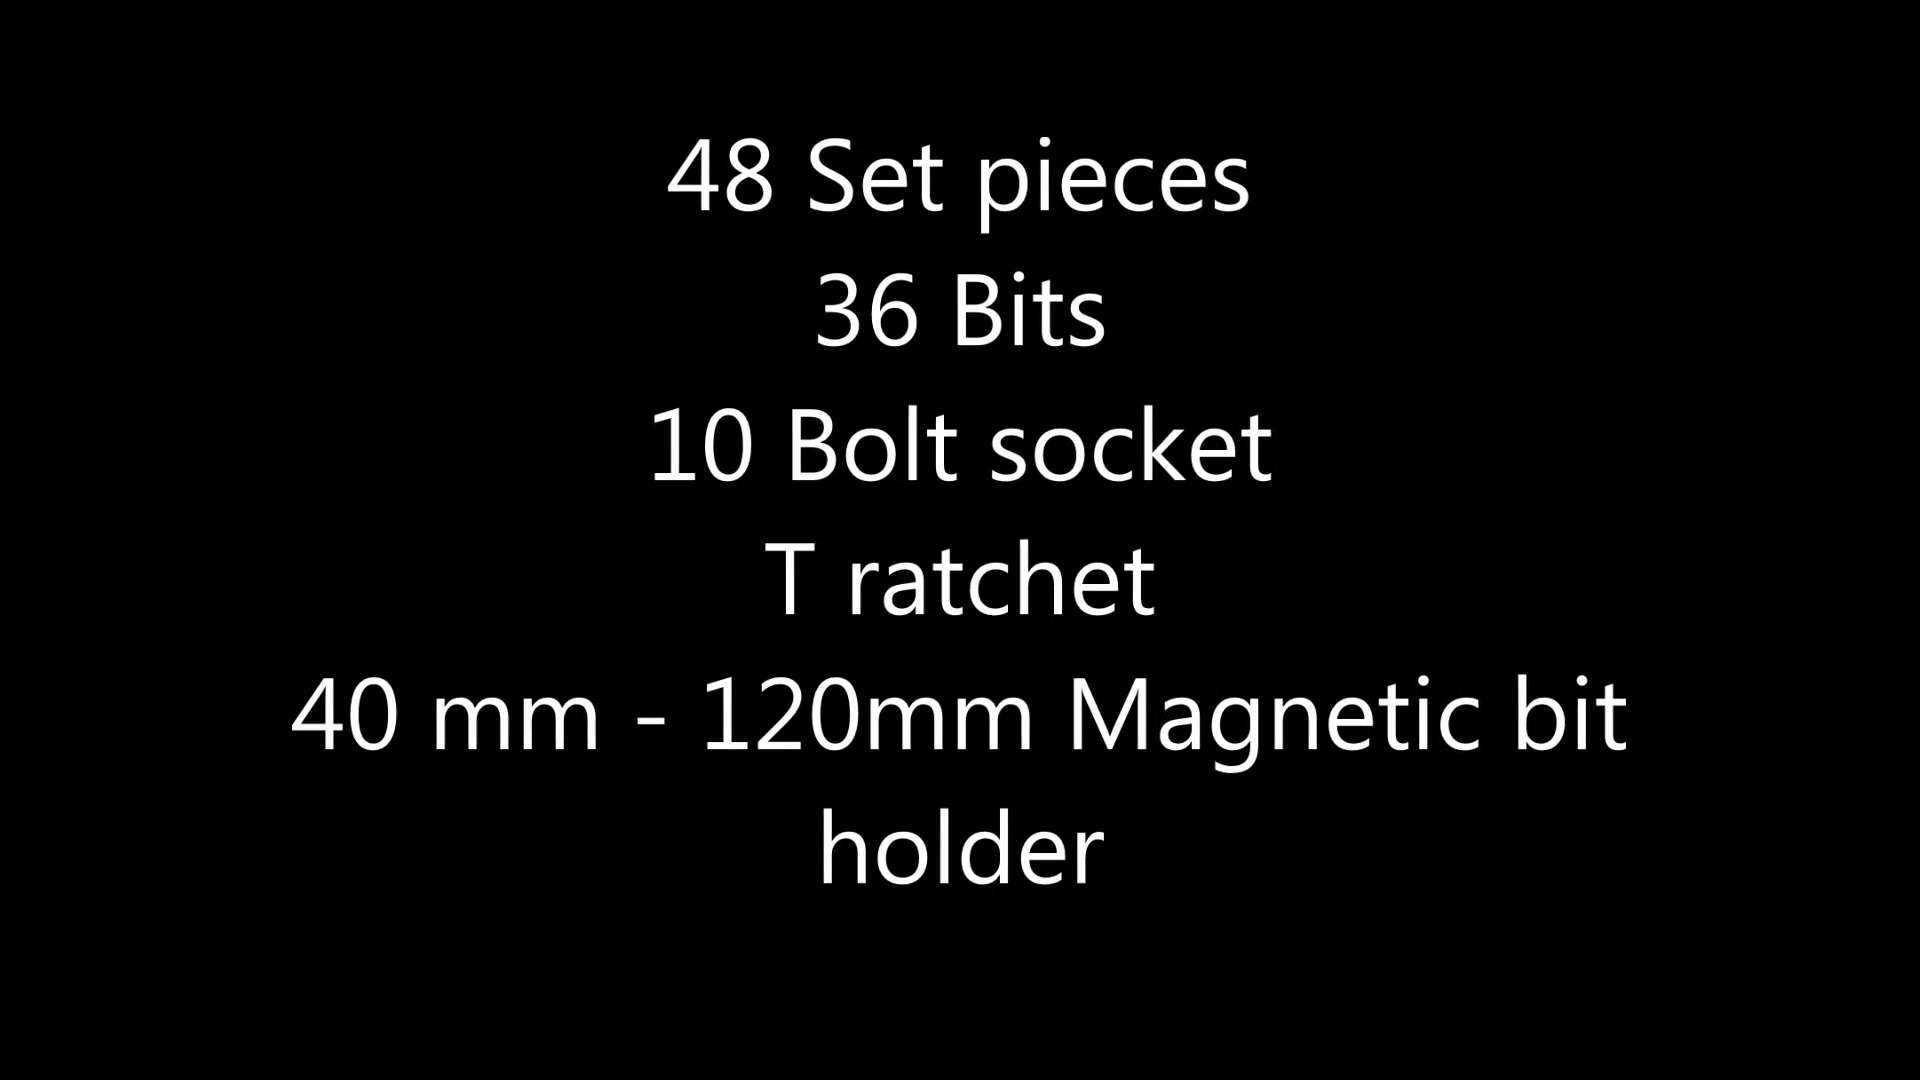 48 Set pieces
36 Bits
10 Bolt socket
T ratchet
40 mm - 120mm Magnetic bit
holder